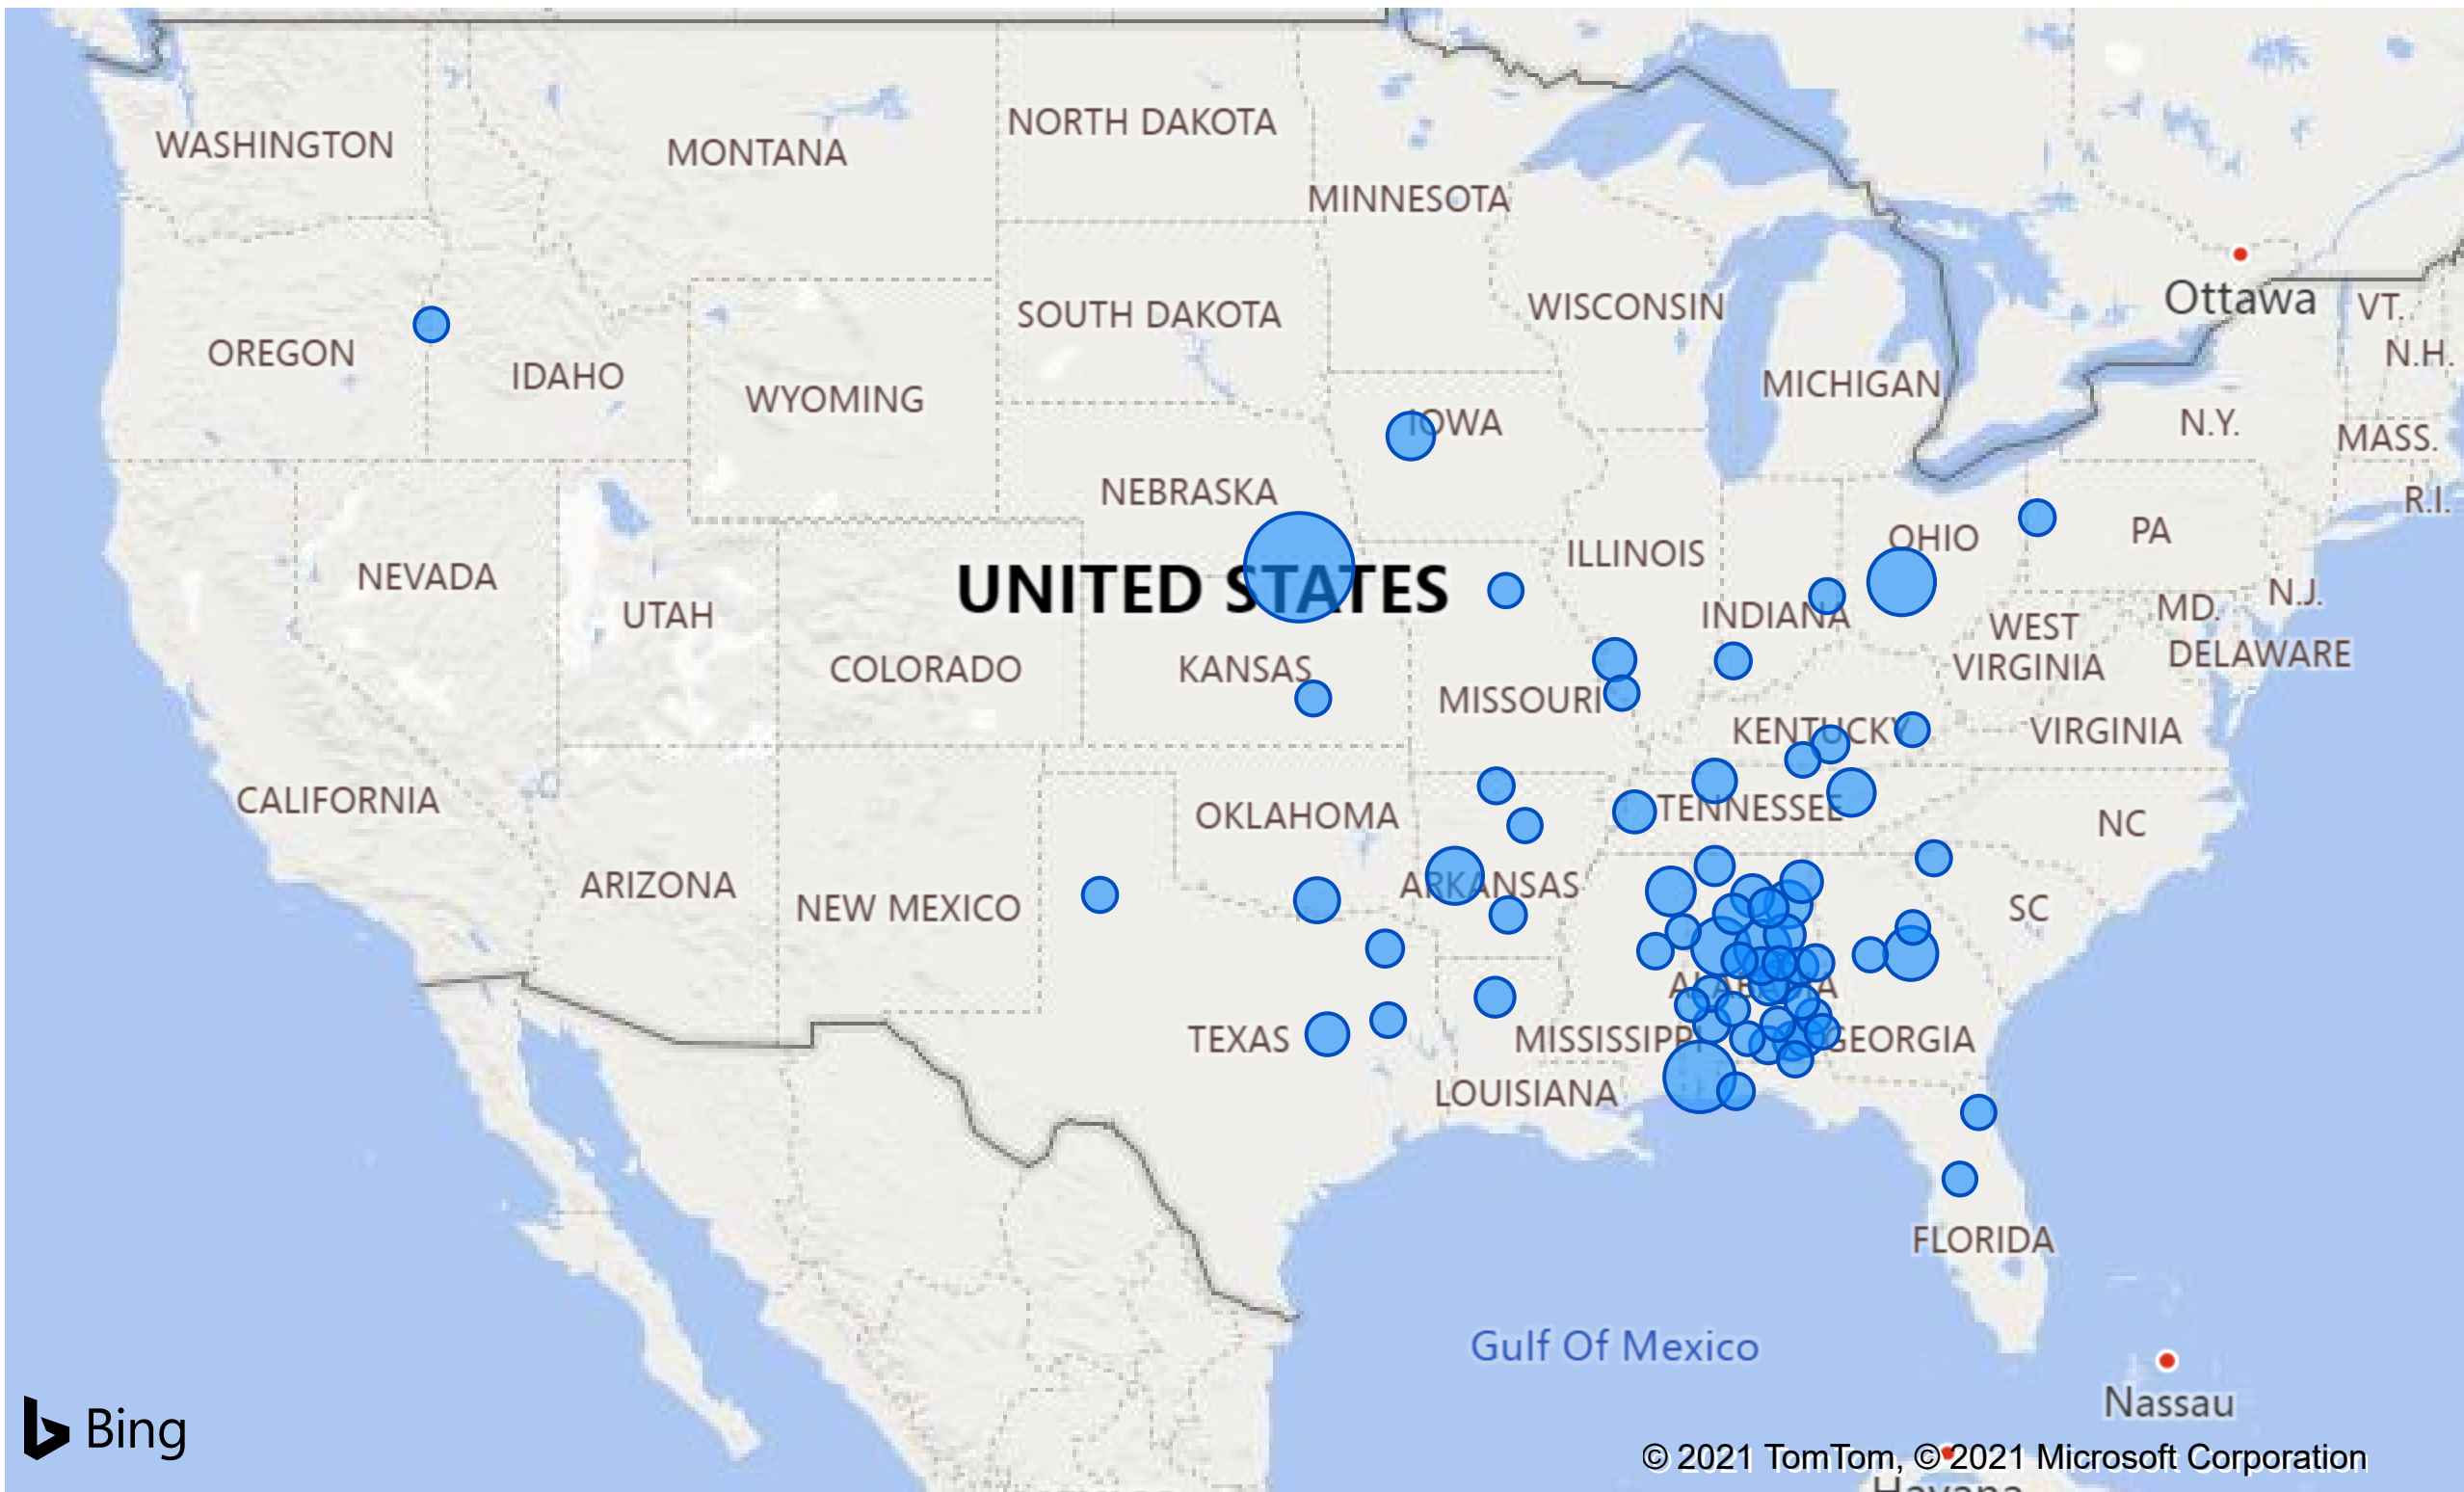 WASHINGTON
MONTANA
NORTH DAKOTA
MINNESOTA
Ottawa
VT.
N.H.
OREGON
IDAHO
WYOMING
SOUTH DAKOTA
WISCONSIN
MICHIGAN
N.Y.
MASS.
R.I.
IOWA
NEBRASKA
NEVADA
UTAH
UNITED STATES
ILLINOIS
INDIANA
OHIO
PA
N.J.
MD.
DELAWARE
WEST
VIRGINIA
COLORADO
KANSAS
MISSOURI
KENTUCKY
VIRGINIA
CALIFORNIA
OKLAHOMA
TENNESSEE
NC
ARIZONA
NEW MEXICO
ARKANSAS
SC
ALABAMA
TEXAS
MISSISSIPPI
GEORGIA
LOUISIANA
FLORIDA
Gulf Of Mexico
Nassau
Bing
© 2021 TomTom, © 2021 Microsoft Corporation
Havana